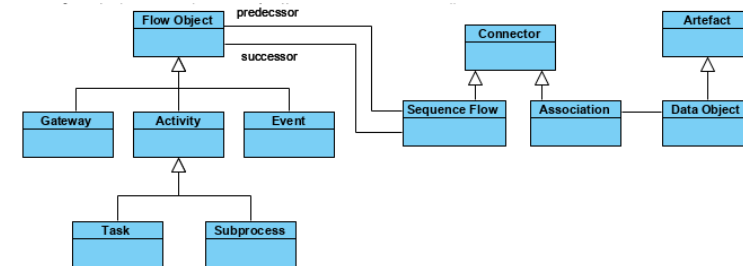 predecssor
Flow Object
Artefact
Connector
successor
Sequence Flow
Association
Data Object
Gateway
Activity
Event
Task
Subprocess